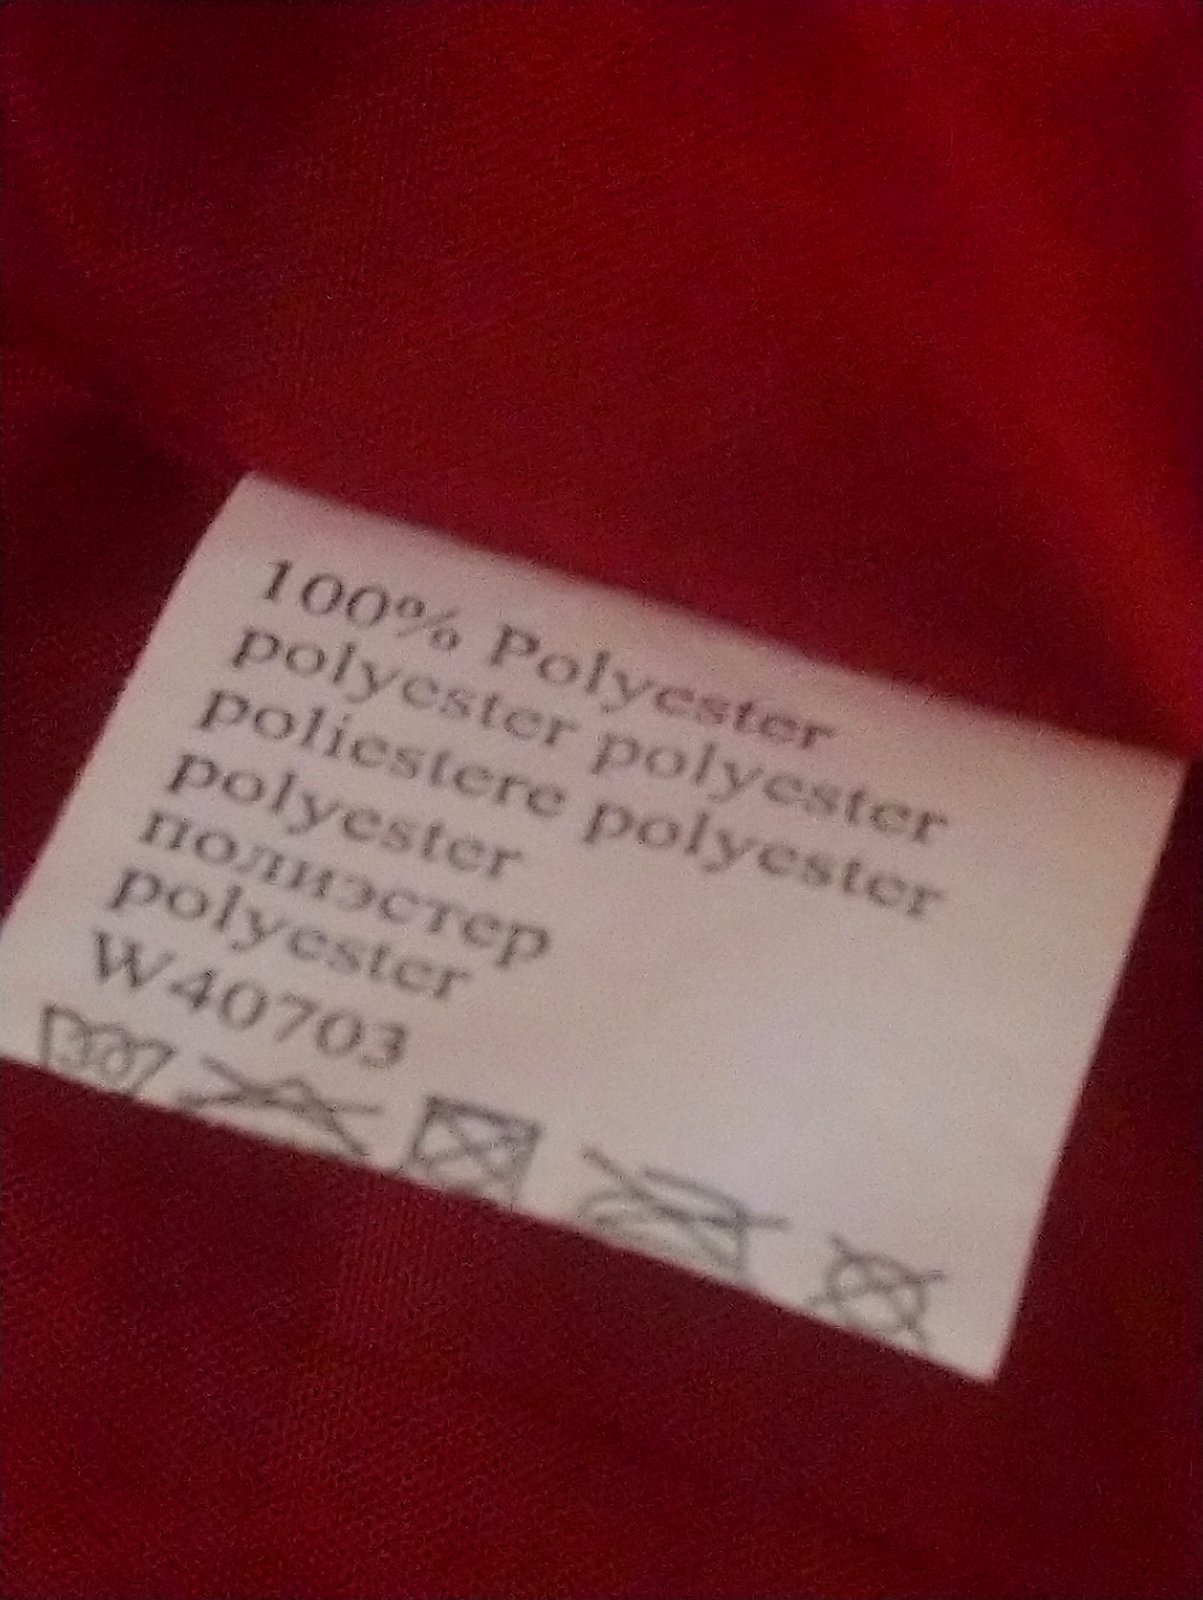 100% Polyester
polyester polyester
poliestere polyester
polyester
полиэстер
polyester
W40703